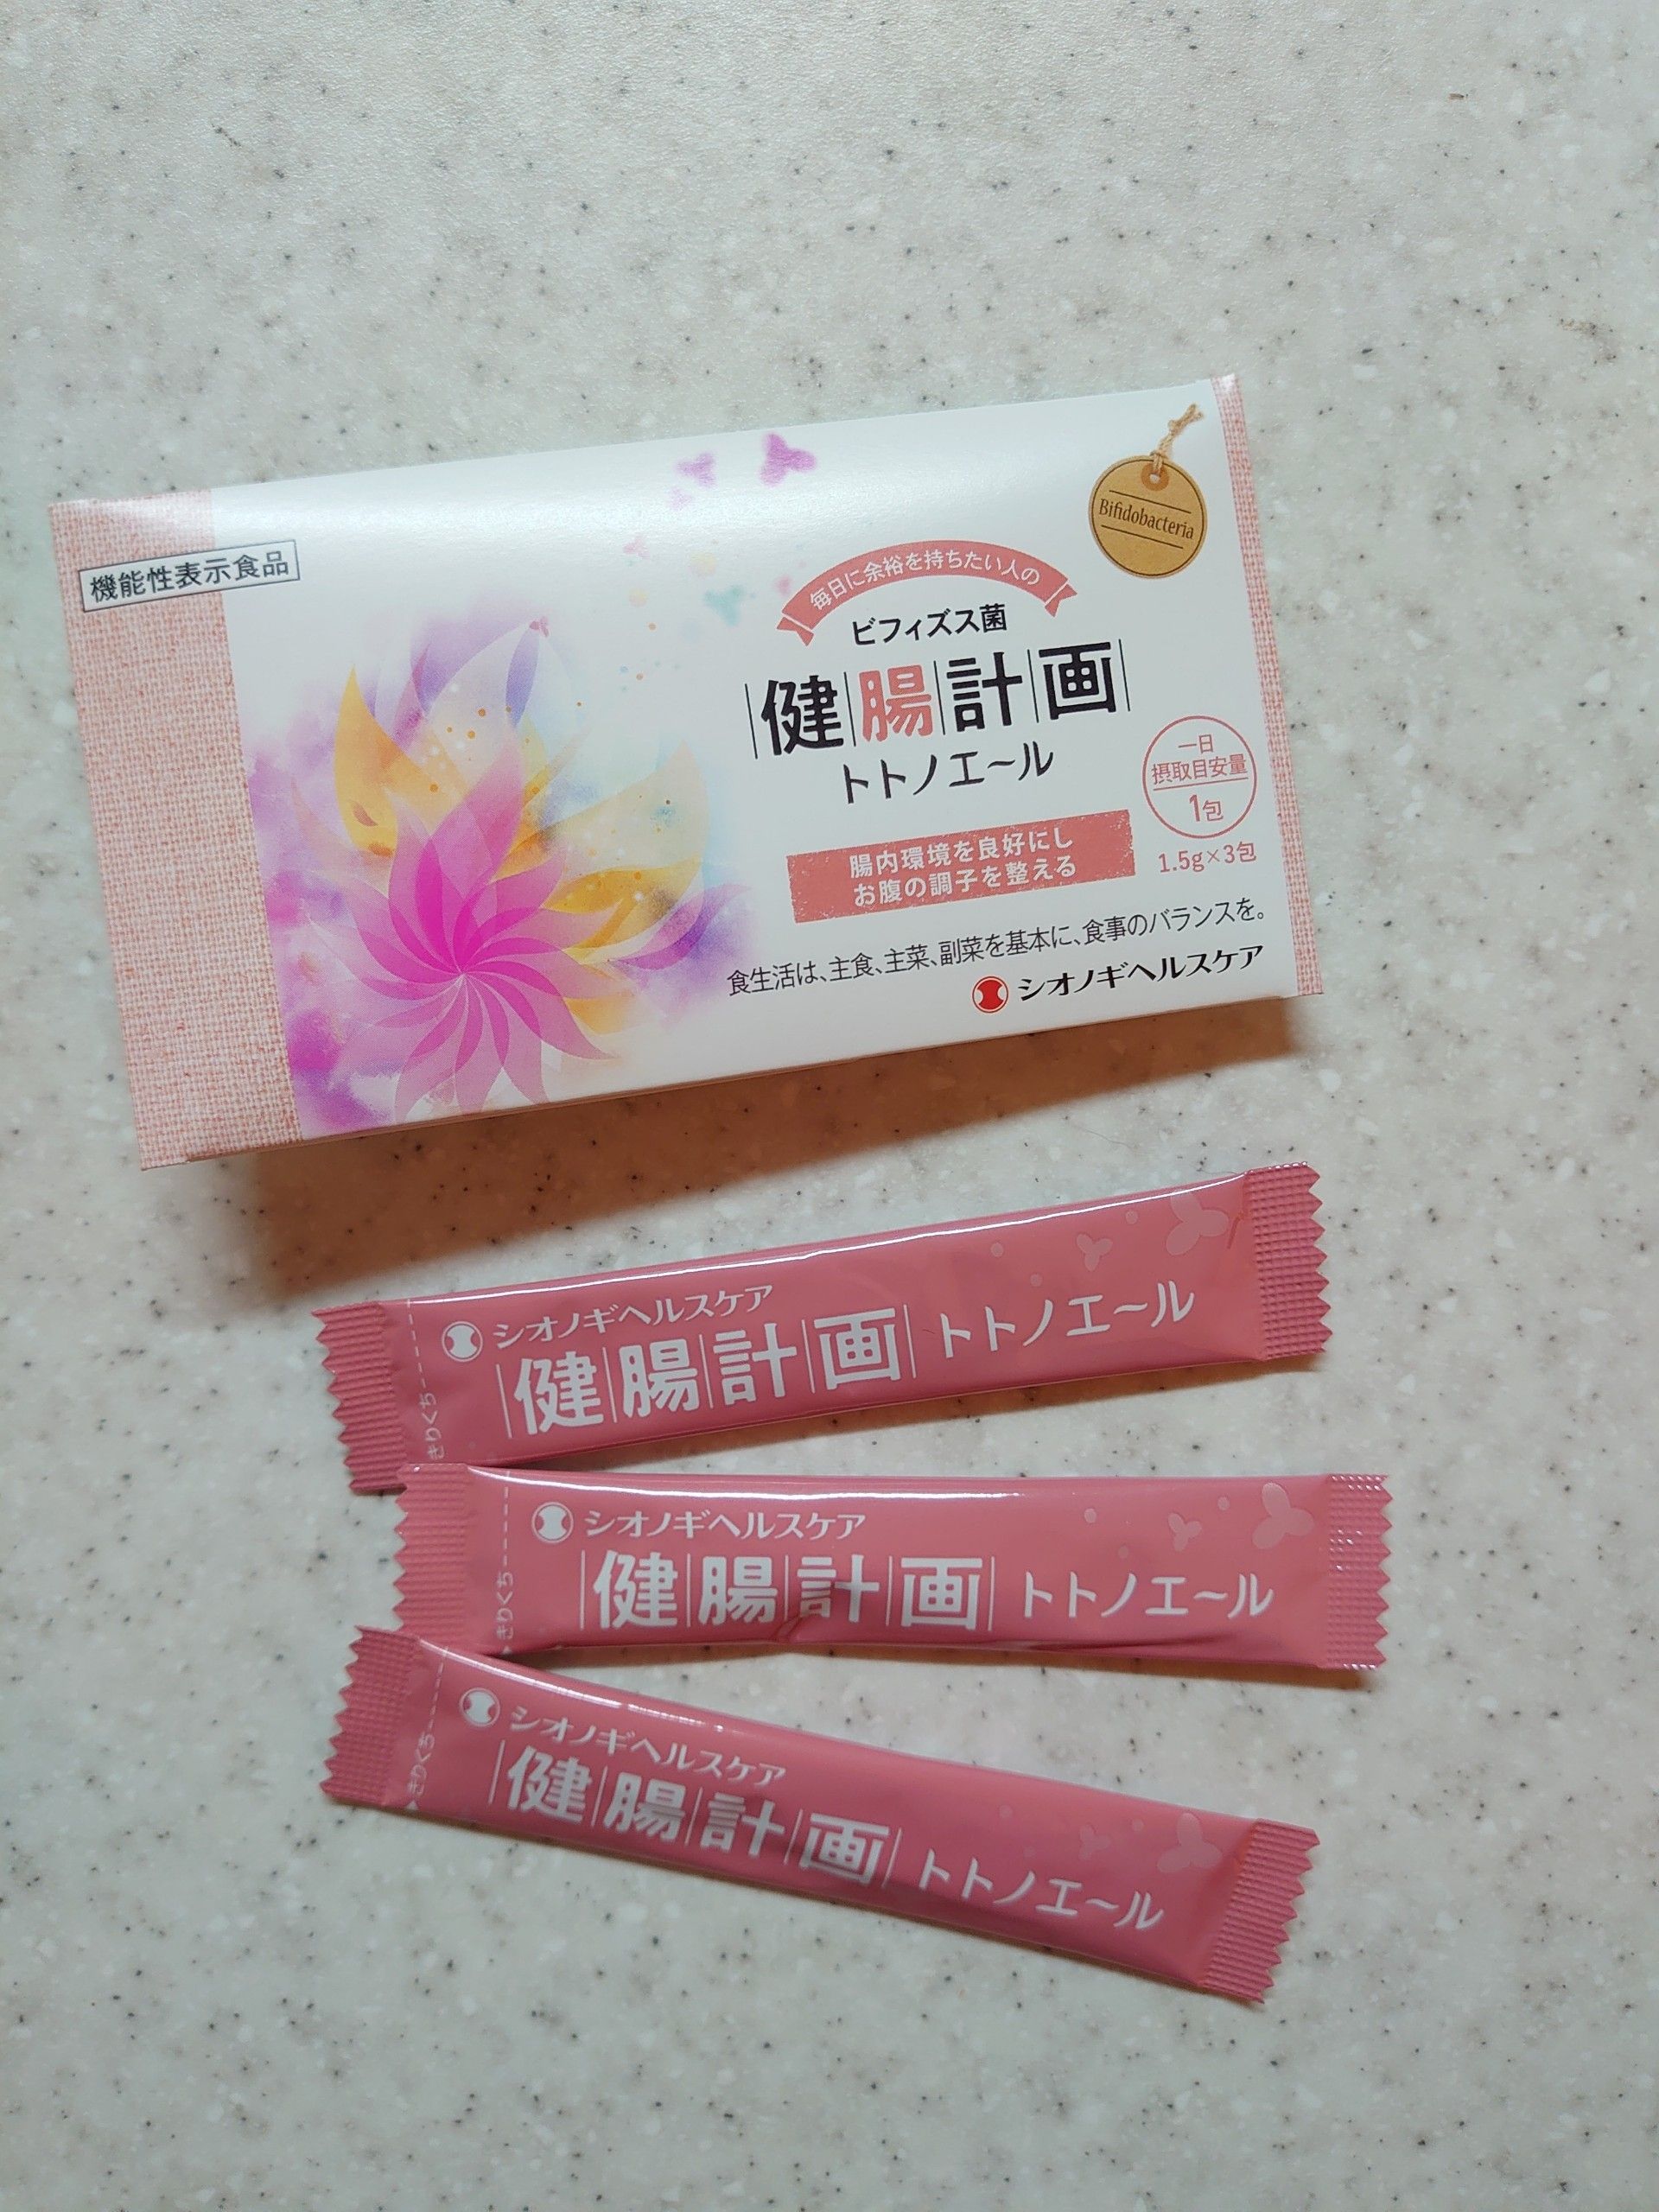 機能性表示食品
Bifidobacteria
毎日に余裕を持ちたい人の
ビフィズス菌
健腸計画
トトノエ〜ル
一日
摂取目安量
1包
1.5g×3包
腸内環境を良好にし
お腹の調子を整える
食生活は、主食、主菜、副菜を基本に、食事のバランスを。
シオノギヘルスケア
きりくち
シオノギヘルスケア
健腸計画 トトノエ〜ル
きりくち
シオノギヘルスケア
健腸計画 トトノエ〜ル
きりくち
シオノギヘルスケア
健腸計画 トトノエ〜ル